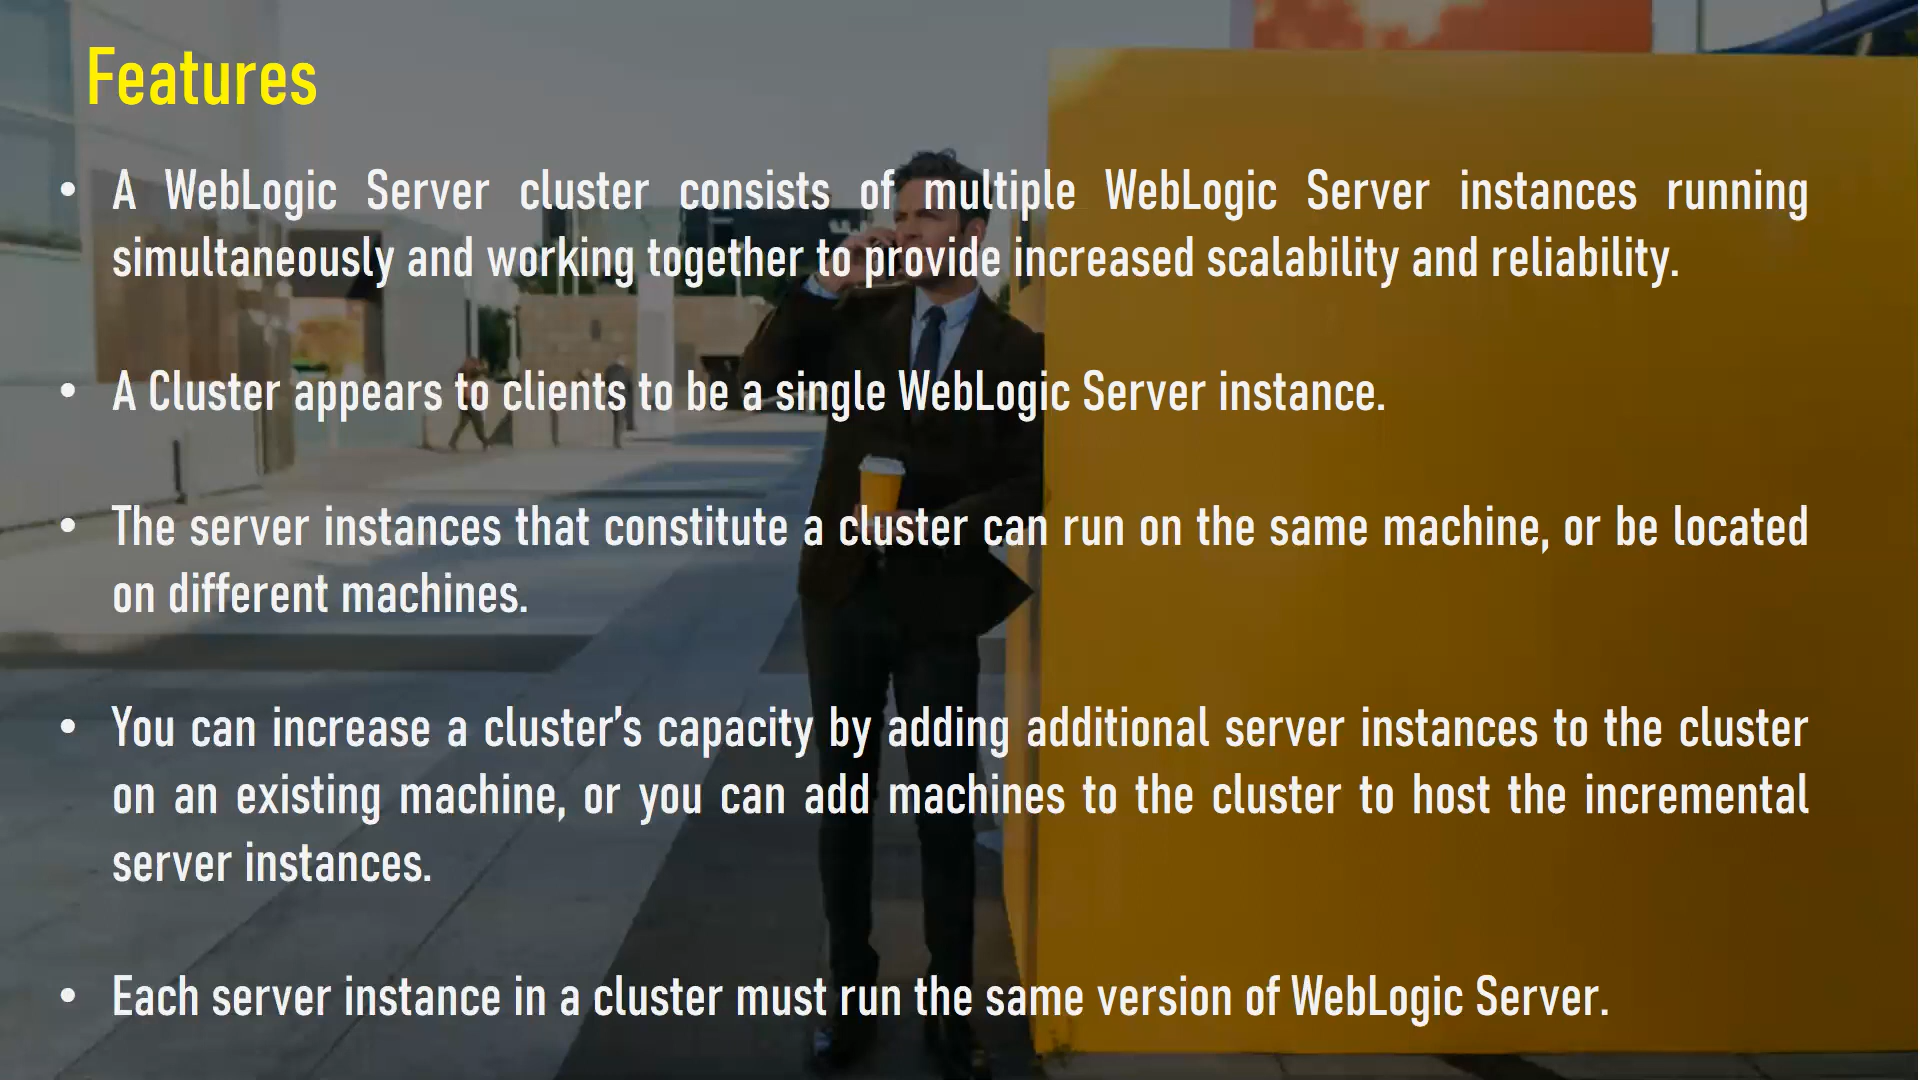 Features
• A WebLogic Server cluster consists of multiple WebLogic Server instances running
simultaneously and working together to provide increased scalability and reliability.
• A Cluster appears to clients to be a single WebLogic Server instance.
• The server instances that constitute a cluster can run on the same machine, or be located
on different machines.
• You can increase a cluster’s capacity by adding additional server instances to the cluster
on an existing machine, or you can add machines to the cluster to host the incremental
server instances.
• Each server instance in a cluster must run the same version of WebLogic Server.